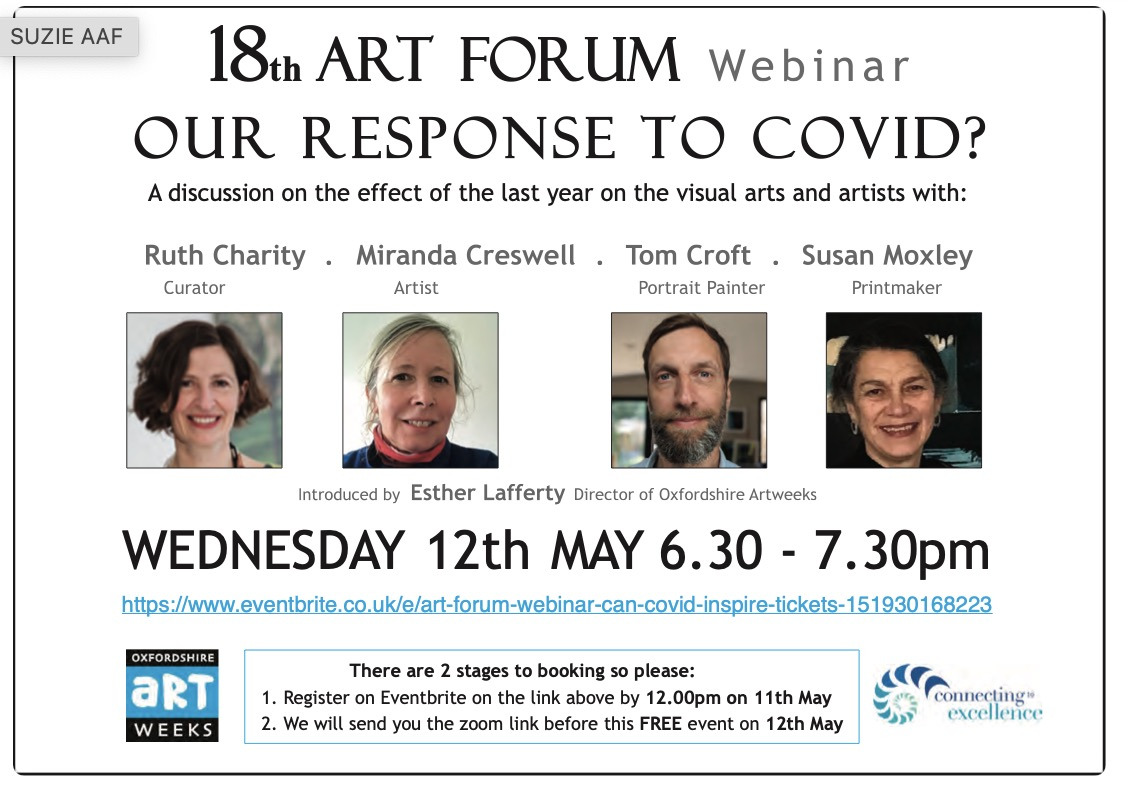 SUZIE AAF
18th ART FORUM Webinar
OUR RESPONSE TO COVID?
A discussion on the effect of the last year on the visual arts and artists with:
Ruth Charity . Miranda Creswell . Tom Croft . Susan Moxley
Curator Artist Portrait Painter Printmaker
Introduced by Esther Lafferty Director of Oxfordshire Artweeks
WEDNESDAY 12th MAY 6.30 - 7.30pm
https://www.eventbrite.co.uk/e/art-forum-webinar-can-covid-inspire-tickets-151930168223
OXFORDSHIRE
aRT
WEEKS
There are 2 stages to booking so please:
1. Register on Eventbrite on the link above by 12.00pm on 11th May
2. We will send you the zoom link before this FREE event on 12th May
connecting to
excellence